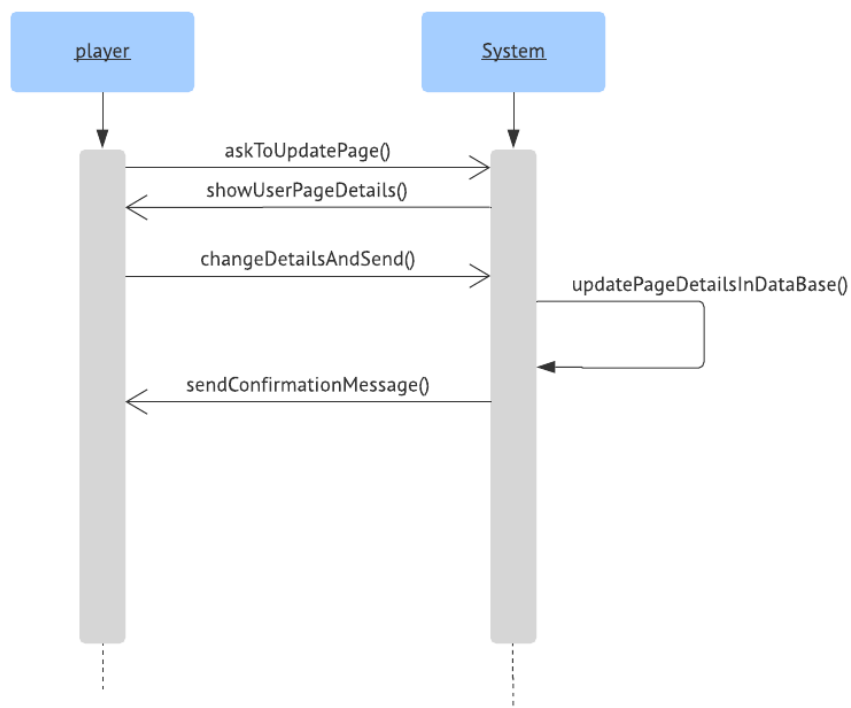 player
System
askToUpdatePage()
showUserPageDetails()
changeDetailsAndSend()
updatePageDetailsInDataBase()
sendConfirmationMessage()